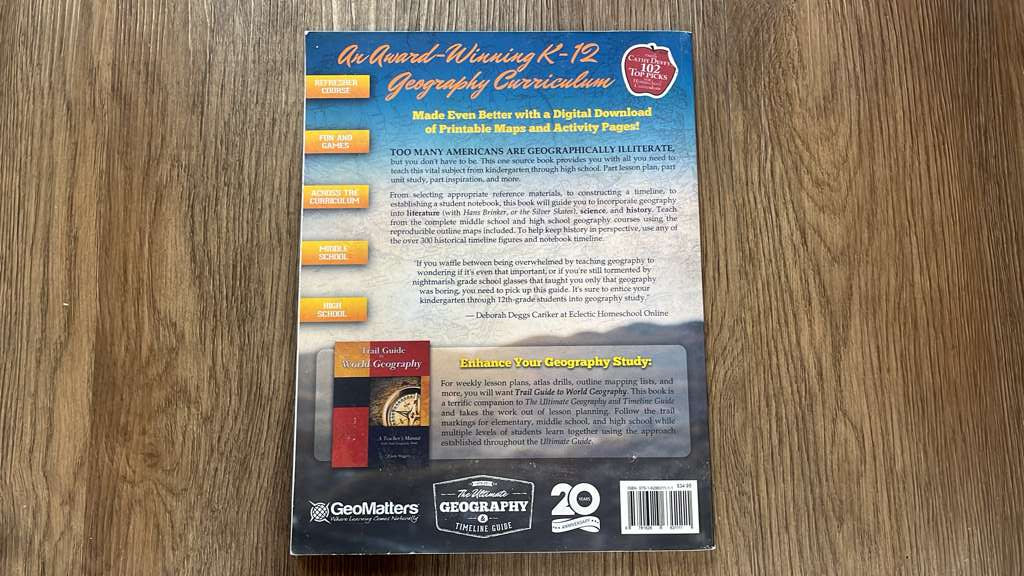 An Award-Winning K-12
Geography Curriculum
CATHY DUFFY
102
TOP PICKS
Homeschool
Curriculum
REFRESHER
COURSE
FUN AND
GAMES
ACROSS THE
CURRICULUM
MIDDLE
SCHOOL
HIGH
SCHOOL
Made Even Better with a Digital Download
of Printable Maps and Activity Pages!
TOO MANY AMERICANS ARE GEOGRAPHICALLY ILLITERATE,
but you don't have to be. This one source book provides you with all you need to
teach this vital subject from kindergarten through high school. Part lesson plan, part
unit study, part inspiration, and more.
From selecting appropriate reference materials, to constructing a timeline, to
establishing a student notebook, this book will guide you to incorporate geography
into literature (with Hans Brinker, or the Silver Skates), science, and history. Teach
from the complete middle school and high school geography courses using the
reproducible outline maps included. To help keep history in perspective, use any of
the over 300 historical timeline figures and notebook timeline.
"If you waffle between being overwhelmed by teaching geography to
wondering if it's even that important, or if you're still tormented by
nightmarish grade school glasses that taught you only that geography
was boring, you need to pick up this guide. It's sure to entice your
kindergarten through 12th-grade students into geography study."
— Deborah Deggs Cariker at Eclectic Homeschool Online
Trail Guide
to
World Geography
A Teacher's Manual
Enhance Your Geography Study:
For weekly lesson plans, atlas drills, outline mapping lists, and
more, you will want Trail Guide to World Geography. This book is
a terrific companion to The Ultimate Geography and Timeline Guide
and takes the work out of lesson planning. Follow the trail
markings for elementary, middle school, and high school while
multiple levels of students learn together using the approach
established throughout the Ultimate Guide.
GeoMatters
Where Learning Comes Naturally
The Ultimate
GEOGRAPHY
&
TIMELINE GUIDE
20 YEARS
ANNIVERSARY
$34.95